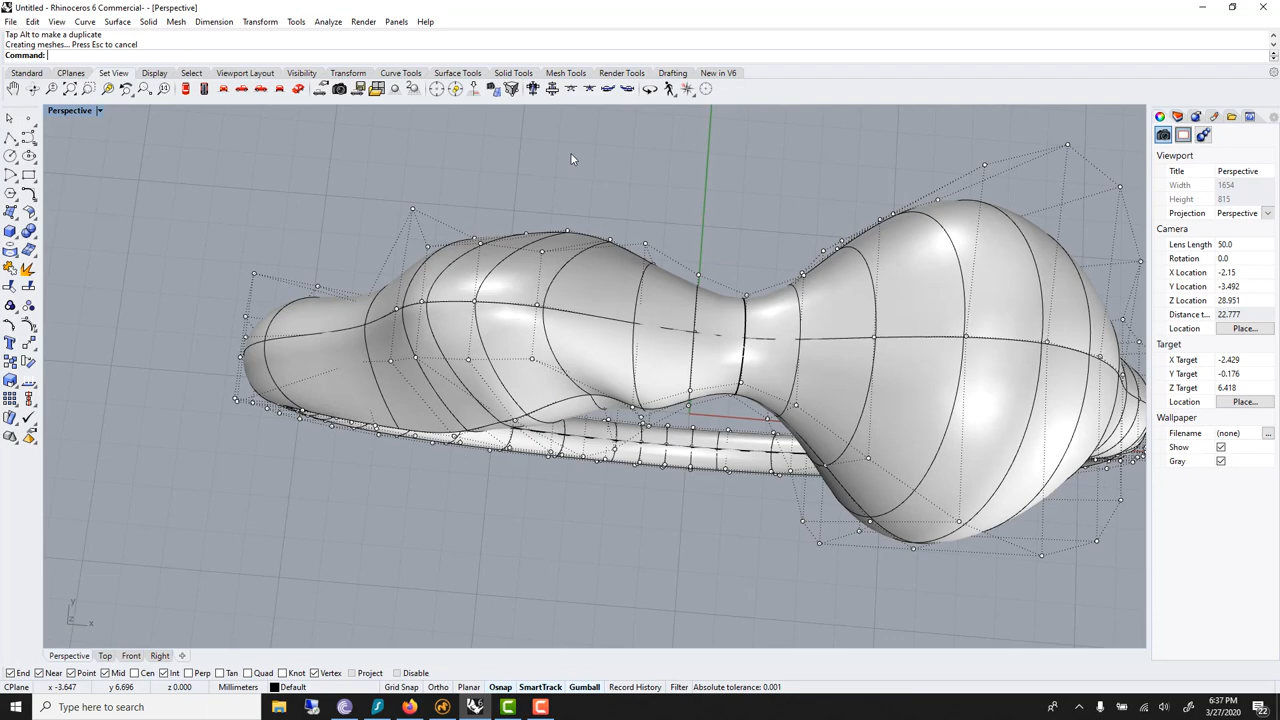 Untitled - Rhinoceros 6 Commercial- - [Perspective]
File Edit View Curve Surface Solid Mesh Dimension Transform Tools Analyze Render Panels Help
Tap Alt to make a duplicate
Creating meshes... Press Esc to cancel
Command:
Standard CPlanes Set View Display Select Viewport Layout Visibility Transform Curve Tools Surface Tools Solid Tools Mesh Tools Render Tools Drafting New in V6
Perspective
Viewport
Title Perspective
Width 1654
Height 815
Projection Perspective
Camera
Lens Length 50.0
Rotation 0.0
X Location -2.15
Y Location -3.492
Z Location 28.951
Distance t... 22.777
Location Place...
Target
X Target -2.429
Y Target -0.176
Z Target 6.418
Location Place...
Wallpaper
Filename (none) ...
Show
Gray
y
z x
Perspective Top Front Right
End Near Point Mid Cen Int Perp Tan Quad Knot Vertex Project Disable
CPlane x -3.647 y 6.696 z 0.000 Millimeters Default Grid Snap Ortho Planar Osnap SmartTrack Gumball Record History Filter Absolute tolerance: 0.001
Type here to search
6:37 PM
3/27/2020
22